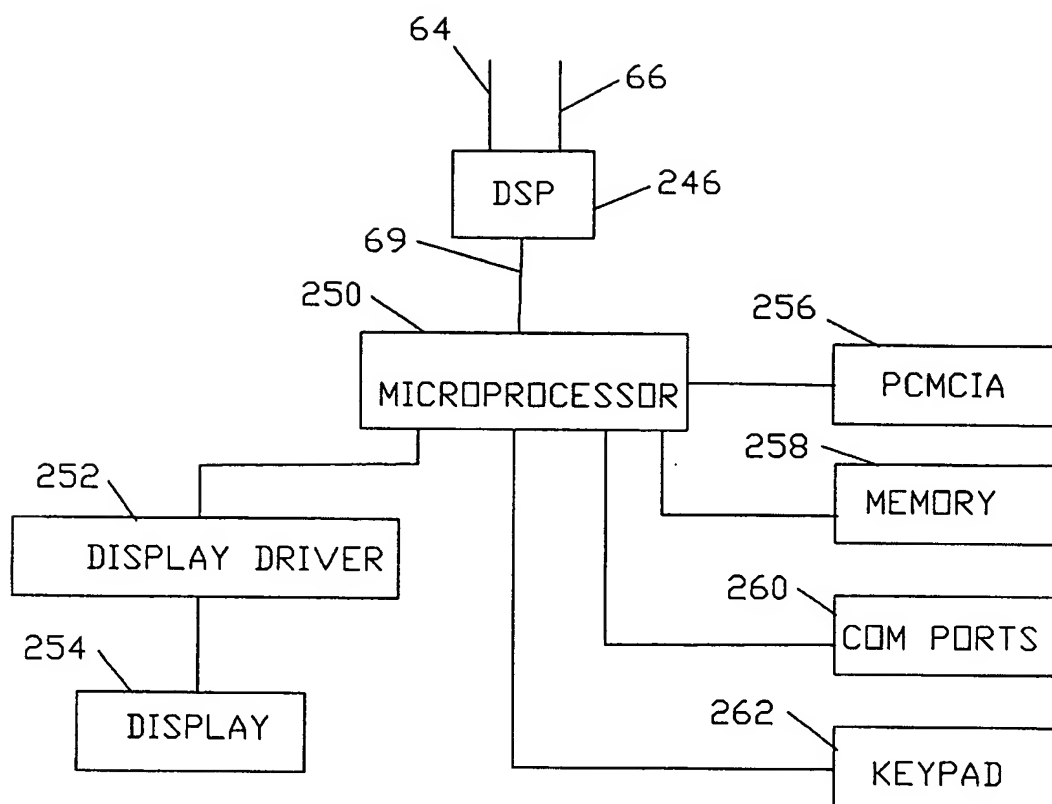 64
66
DSP
246
69
250
MICROPROCESSOR
256
PCMCIA
258
MEMORY
252
DISPLAY DRIVER
260
COM PORTS
254
DISPLAY
262
KEYPAD